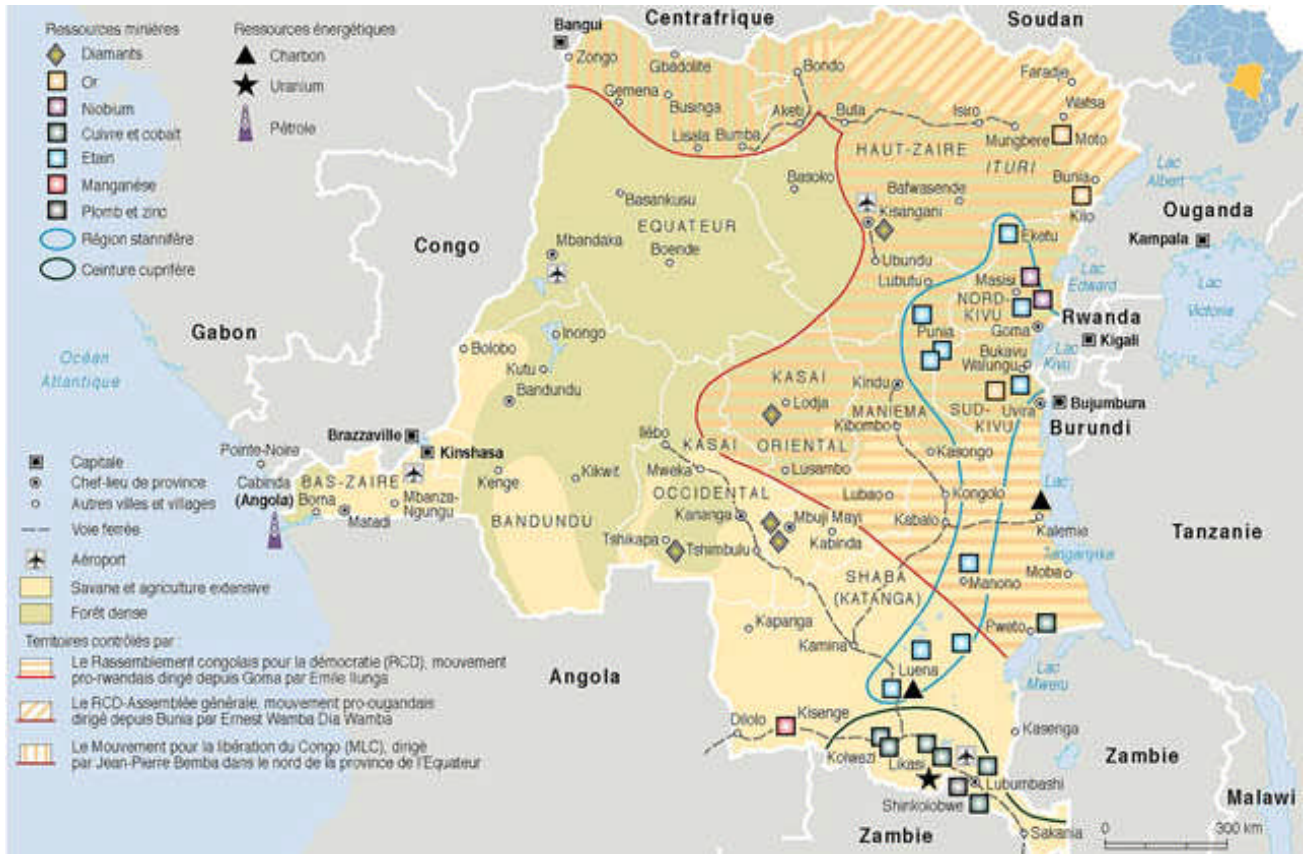 Ressources minières
Diamants
Or
Niobium
Cuivre et cobalt
Etain
Manganèse
Plomb et zinc
Région stannifère
Ceinture cuprifère
Ressources énergétiques
Charbon
Uranium
Pétrole
Centrafrique
Soudan
Bangui
Zongo
Gbadolite
Bondo
Faradje
Gemena
Businga
Aketi
Buta
Isiro
Watsa
Lisala
Bumba
Mungbere
Moto
HAUT-ZAIRE
ITURI
Lac
Albert
Basoko
Bafwasende
Bunia
Kilo
Ouganda
Basankusu
Kisangani
Kampala
EQUATEUR
Congo
Mbandaka
Boende
Ubundu
Eketu
Lubutu
Masisi
Lac
Edward
Lac
Victoria
NORD-
KIVU
Gabon
Inongo
Punia
Goma
Rwanda
Kigali
Bolobo
Kutu
Bukavu
Walungu
Lac
Kivu
Océan
Atlantique
Bandundu
KASAI
Kindu
Lodja
MANIEMA
SUD-
KIVU
Uvira
Bujumbura
Burundi
Brazzaville
Kinshasa
Ilébo
KASAI
ORIENTAL
Kibombo
Pointe-Noire
Cabinda
(Angola)
BAS-ZAIRE
Boma
Matadi
Mbanza-
Ngungu
Kenge
Kikwit
Mweka
Lusambo
Kasongo
OCCIDENTAL
BANDUNDU
Kananga
Mbuji Mayi
Lubao
Kongolo
Lac
Kabinda
Kabalo
Kalemie
Tanzanie
Tshikapa
Tshimbulu
Tanganyika
SHABA
(KATANGA)
Manono
Moba
Kapanga
Kamina
Pweto
Luena
Lac
Mweru
Angola
Dilolo
Kisenge
Kasenga
Kolwezi
Likasi
Lubumbashi
Zambie
Shinkolobwe
Malawi
Zambie
Sakania
0
300 km
Capitale
Chef-lieu de province
Autres villes et villages
Voie ferrée
Aéroport
Savane et agriculture extensive
Forêt dense
Territoires contrôlés par :
Le Rassemblement congolais pour la démocratie (RCD), mouvement
pro-rwandais dirigé depuis Goma par Emile Ilunga
Le RCD-Assemblée générale, mouvement pro-ougandais
dirigé depuis Bunia par Ernest Wamba Dia Wamba
Le Mouvement pour la libération du Congo (MLC), dirigé
par Jean-Pierre Bemba dans le nord de la province de l'Equateur